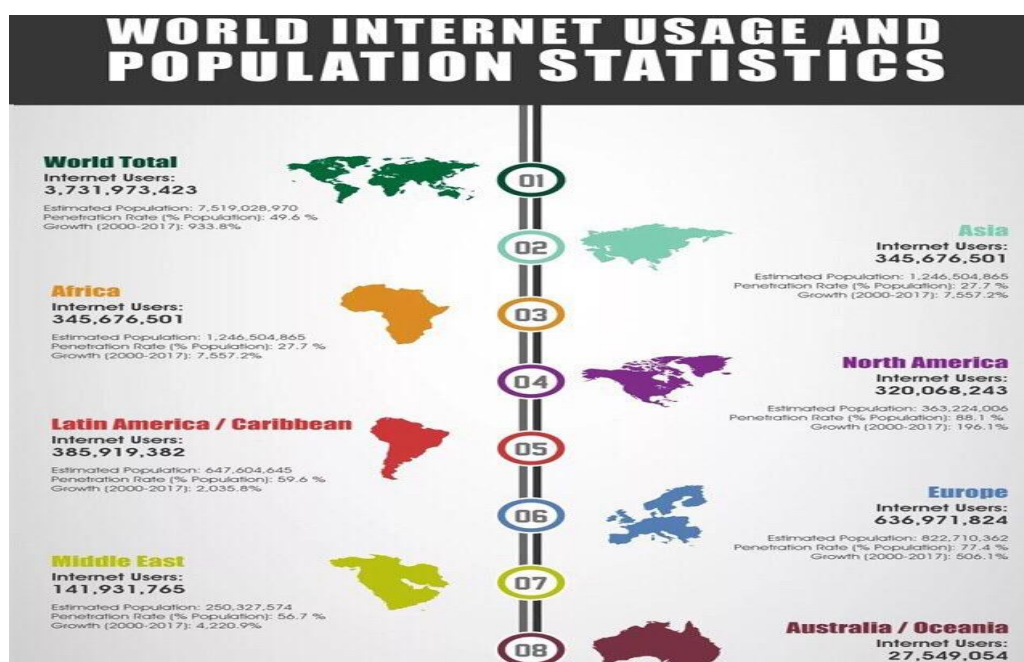 WORLD INTERNET USAGE AND
POPULATION STATISTICS
01
World Total
Internet Users:
3,731,973,423
Estimated Population: 7,519,028,970
Penetration Rate (% Population): 49.6 %
Growth (2000-2017): 933.8%
02
Asia
Internet Users:
345,676,501
Estimated Population: 1,246,504,865
Penetration Rate (% Population): 27.7 %
Growth (2000-2017): 7,557.2%
03
Africa
Internet Users:
345,676,501
Estimated Population: 1,246,504,865
Penetration Rate (% Population): 27.7 %
Growth (2000-2017): 7,557.2%
04
North America
Internet Users:
320,068,243
Estimated Population: 363,224,006
Penetration Rate (% Population): 88.1 %
Growth (2000-2017): 196.1%
05
Latin America / Caribbean
Internet Users:
385,919,382
Estimated Population: 647,604,645
Penetration Rate (% Population): 59.6 %
Growth (2000-2017): 2,035.8%
06
Europe
Internet Users:
636,971,824
Estimated Population: 822,710,362
Penetration Rate (% Population): 77.4 %
Growth (2000-2017): 506.1%
07
Middle East
Internet Users:
141,931,765
Estimated Population: 250,327,574
Penetration Rate (% Population): 56.7 %
Growth (2000-2017): 4,220.9%
08
Australia / Oceania
Internet Users:
27,549,054